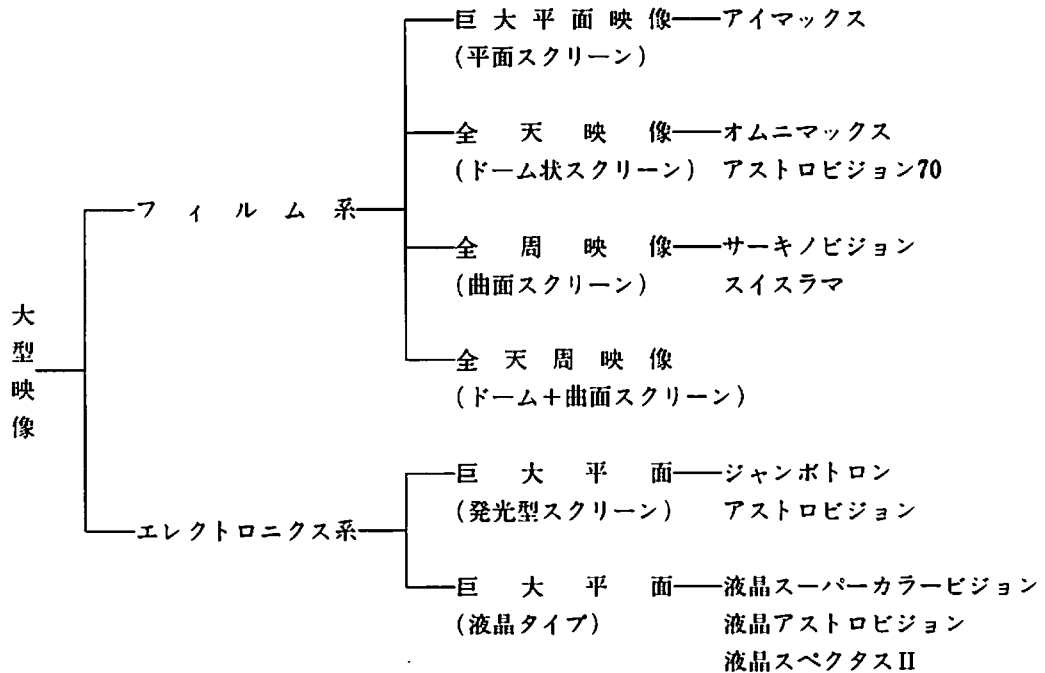 巨大平面映像 アイマックス
(平面スクリーン)
全天映像 オムニマックス
(ドーム状スクリーン) アストロビジョン70
フィルム系
全周映像 サーキノビジョン
(曲面スクリーン) スイスラマ
大型映像
全天周映像
(ドーム+曲面スクリーン)
巨大平面 ジャンボトロン
(発光型スクリーン) アストロビジョン
エレクトロニクス系
巨大平面 液晶スーパーカラービジョン
(液晶タイプ) 液晶アストロビジョン
液晶スペクタスII